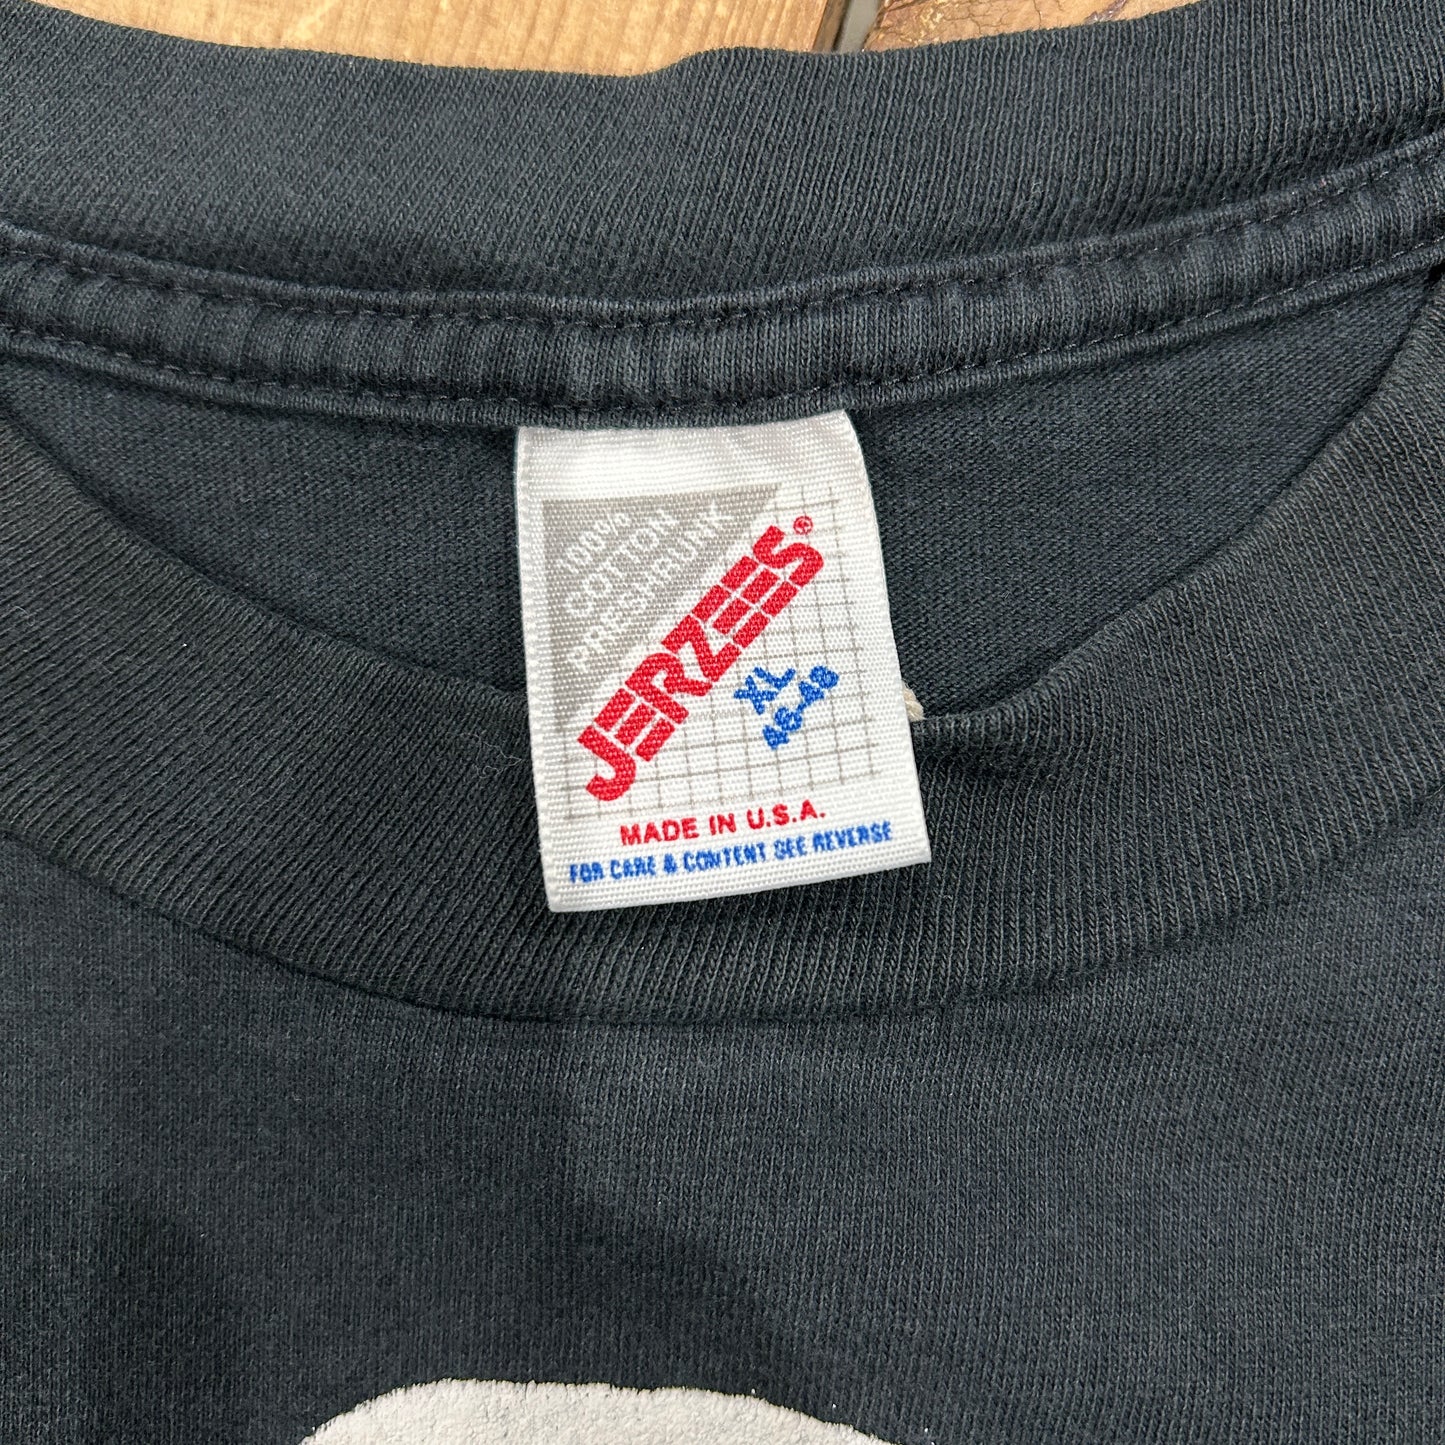 100%
COTTON
PRESHRUNK
JERZEES®
XL
46-48
MADE IN U.S.A.
FOR CARE & CONTENT SEE REVERSE